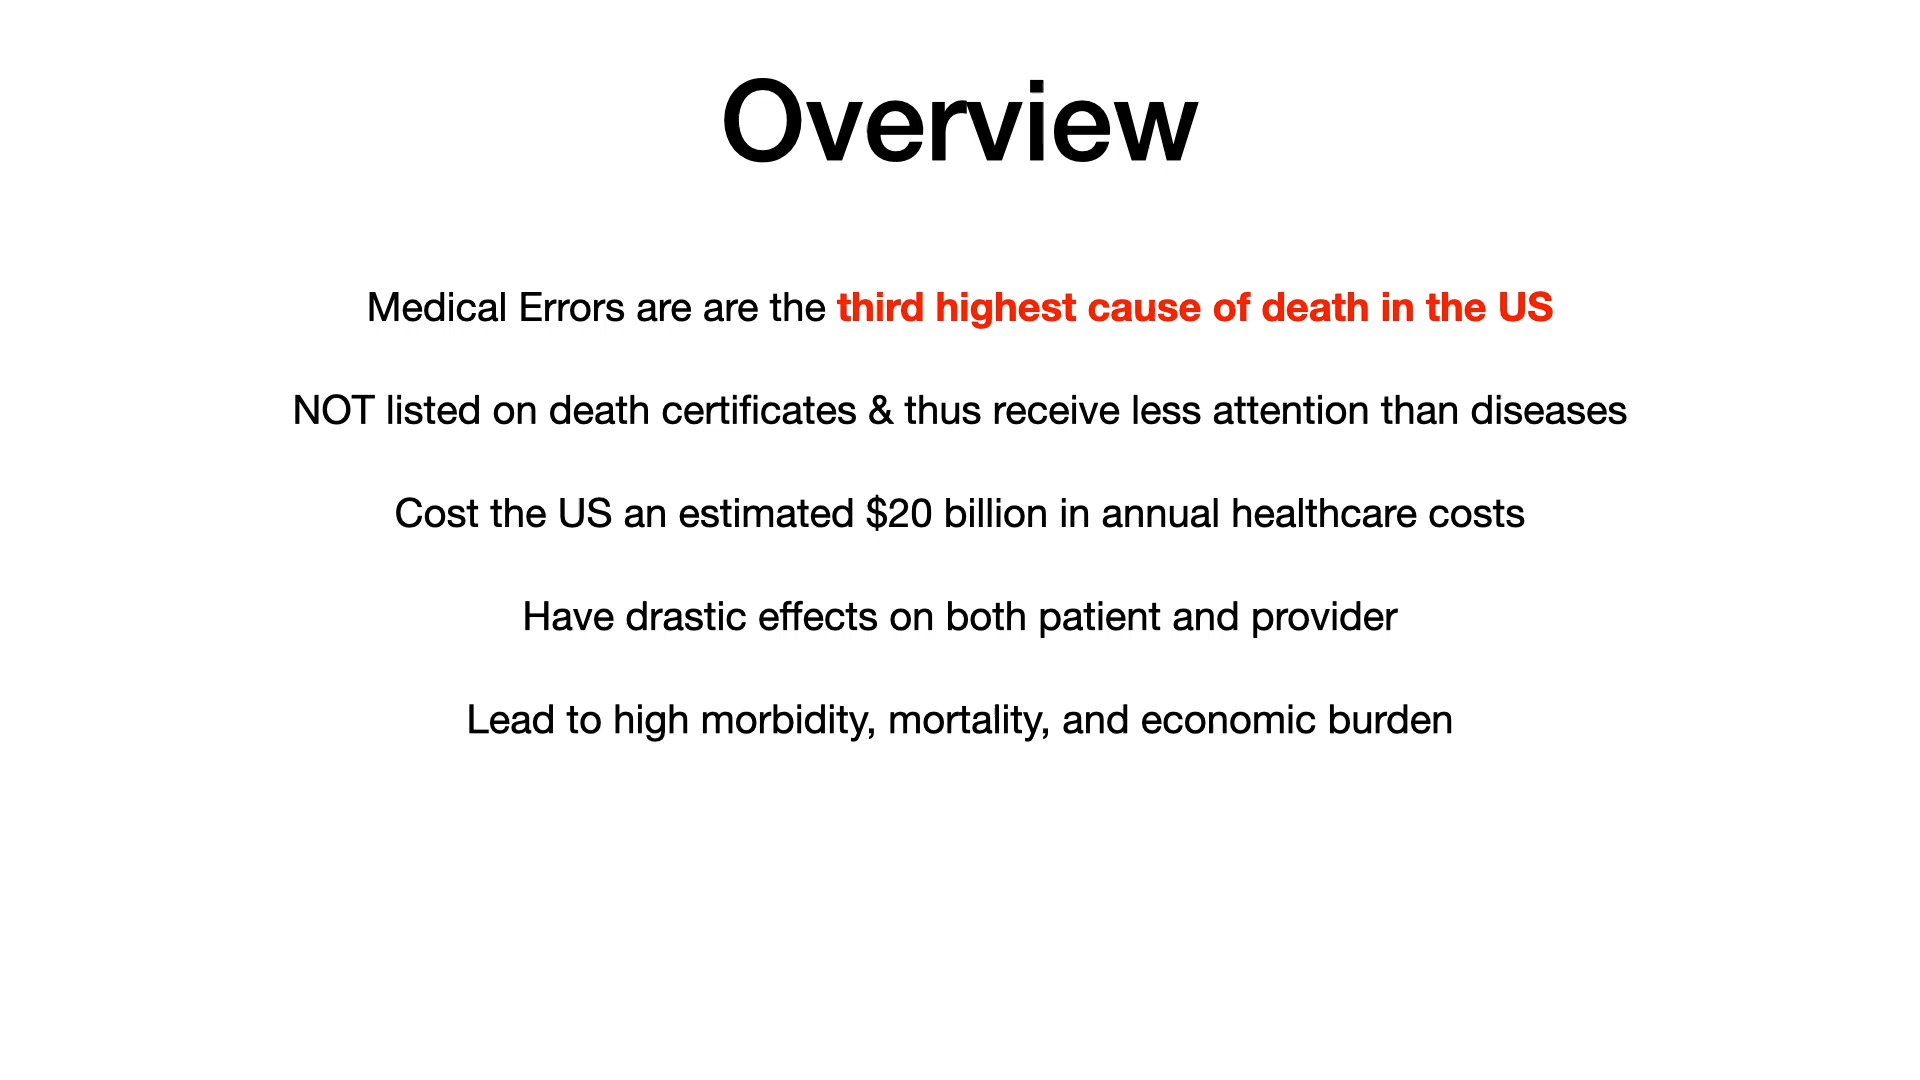 Overview
Medical Errors are are the third highest cause of death in the US
NOT listed on death certificates & thus receive less attention than diseases
Cost the US an estimated $20 billion in annual healthcare costs
Have drastic effects on both patient and provider
Lead to high morbidity, mortality, and economic burden